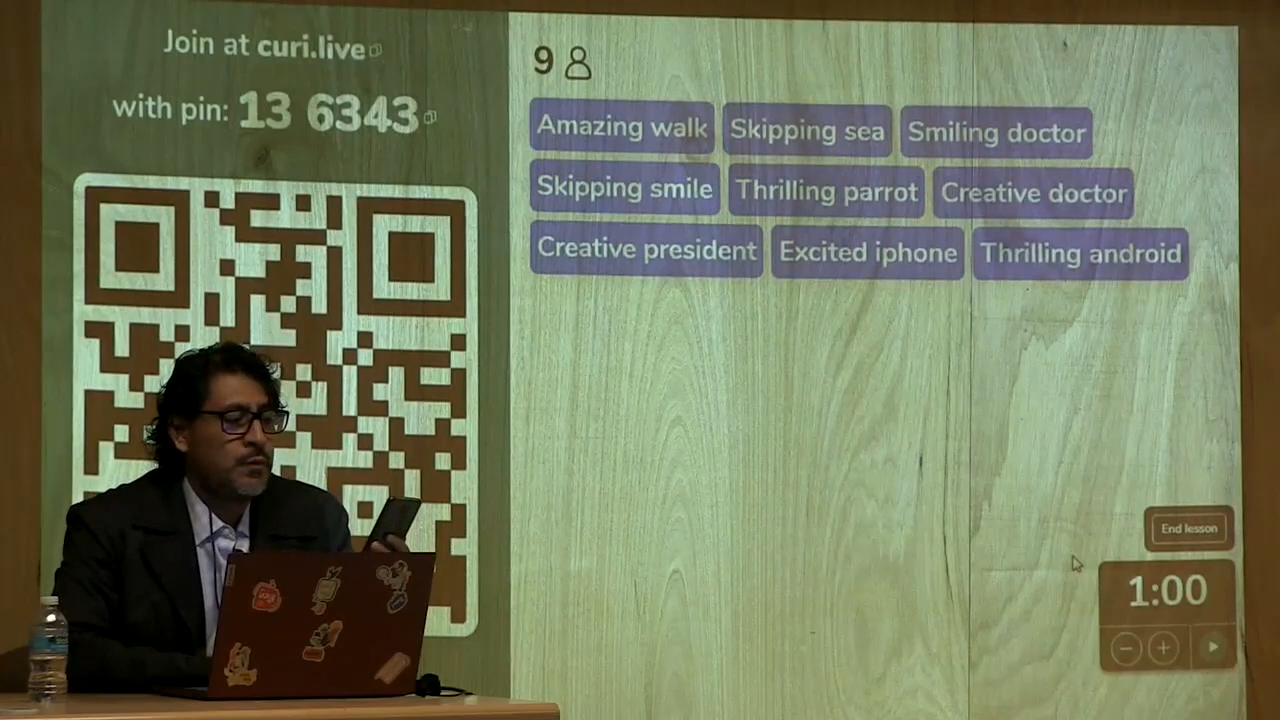 Join at curi.live
with pin: 13 6343
9
Amazing walk Skipping sea Smiling doctor
Skipping smile Thrilling parrot Creative doctor
Creative president Excited iphone Thrilling android
End lesson
1:00